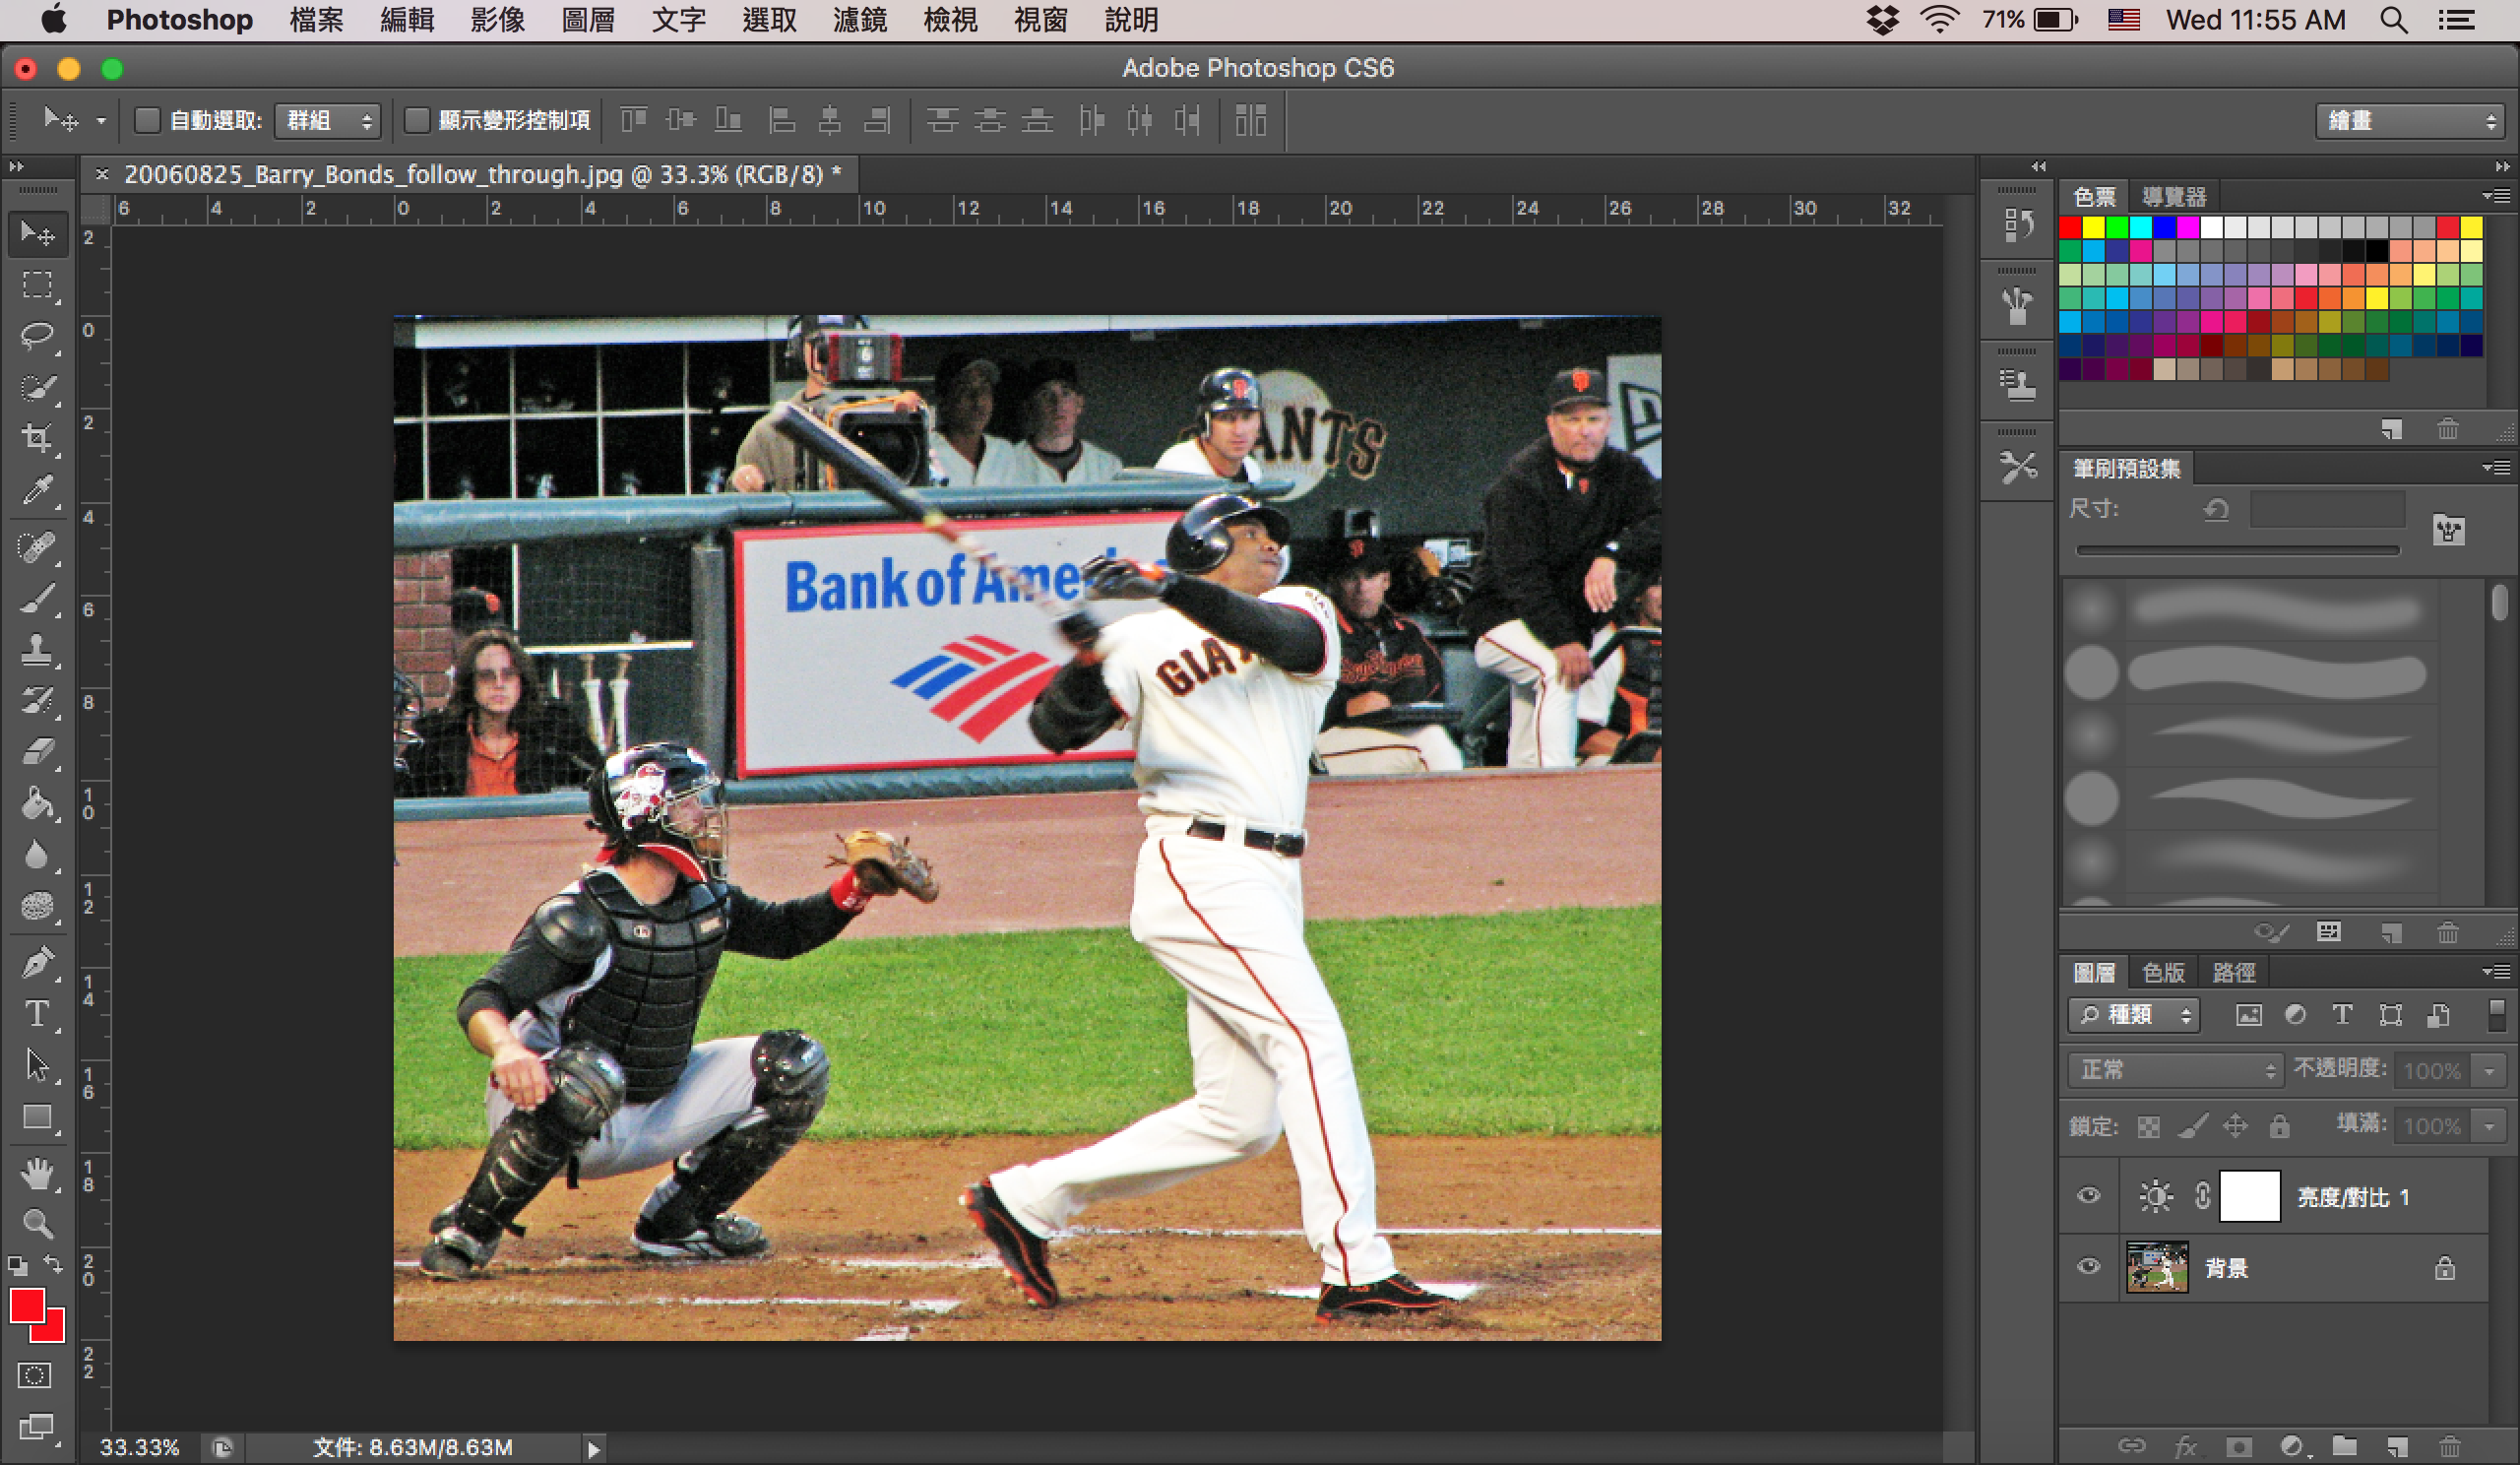 Photoshop 檔案 編輯 影像 圖層 文字 選取 濾鏡 檢視 視窗 說明 71% Wed 11:55 AM
Adobe Photoshop CS6
自動選取: 群組 顯示變形控制項 繪畫
× 20060825_Barry_Bonds_follow_through.jpg @ 33.3% (RGB/8) *
6 4 2 0 2 4 6 8 10 12 14 16 18 20 22 24 26 28 30 32
2
0
2
4
6
8
10
12
14
16
18
20
22
GIANTS
Bank of Ame
GIA
色票 導覽器
筆刷預設集
尺寸:
圖層 色版 路徑
種類
正常 不透明度: 100%
鎖定: 填滿: 100%
亮度/對比 1
背景
33.33% 文件: 8.63M/8.63M
fx